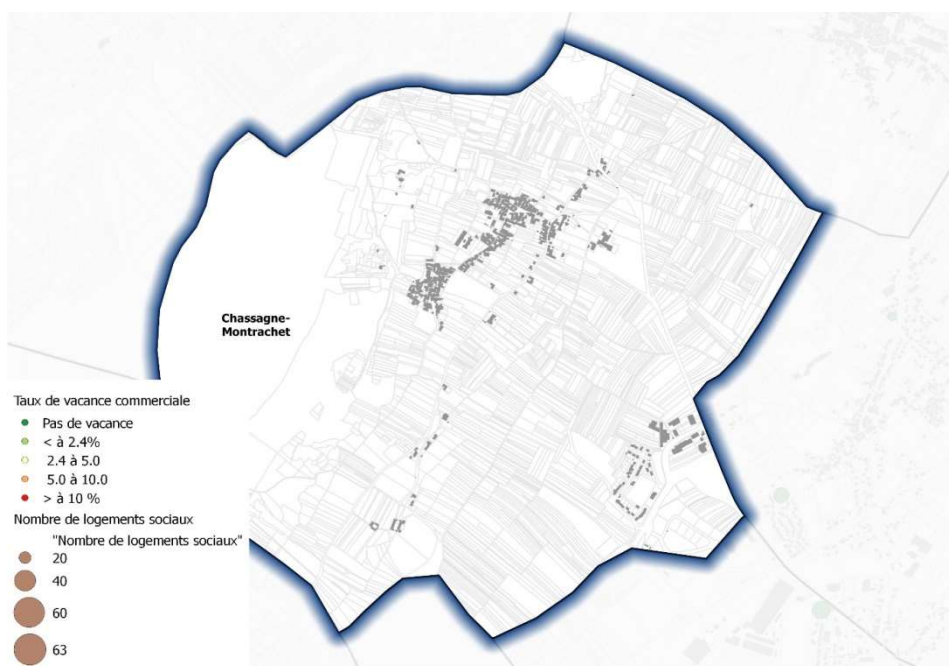 Chassagne-
Montrachet
Taux de vacance commerciale
Pas de vacance
< à 2.4%
2.4 à 5.0
5.0 à 10.0
> à 10 %
Nombre de logements sociaux
"Nombre de logements sociaux"
20
40
60
63